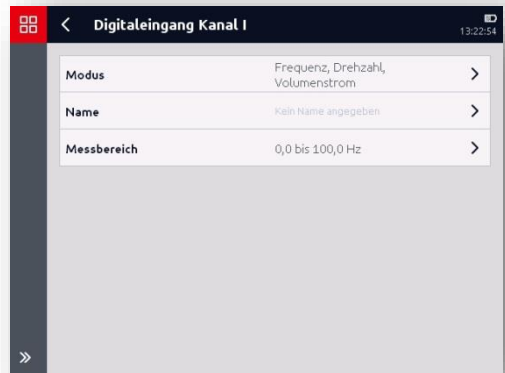 Digitaleingang Kanal I
13:22:54
Modus
Frequenz, Drehzahl,
Volumenstrom
Name
Kein Name angegeben
Messbereich
0,0 bis 100,0 Hz